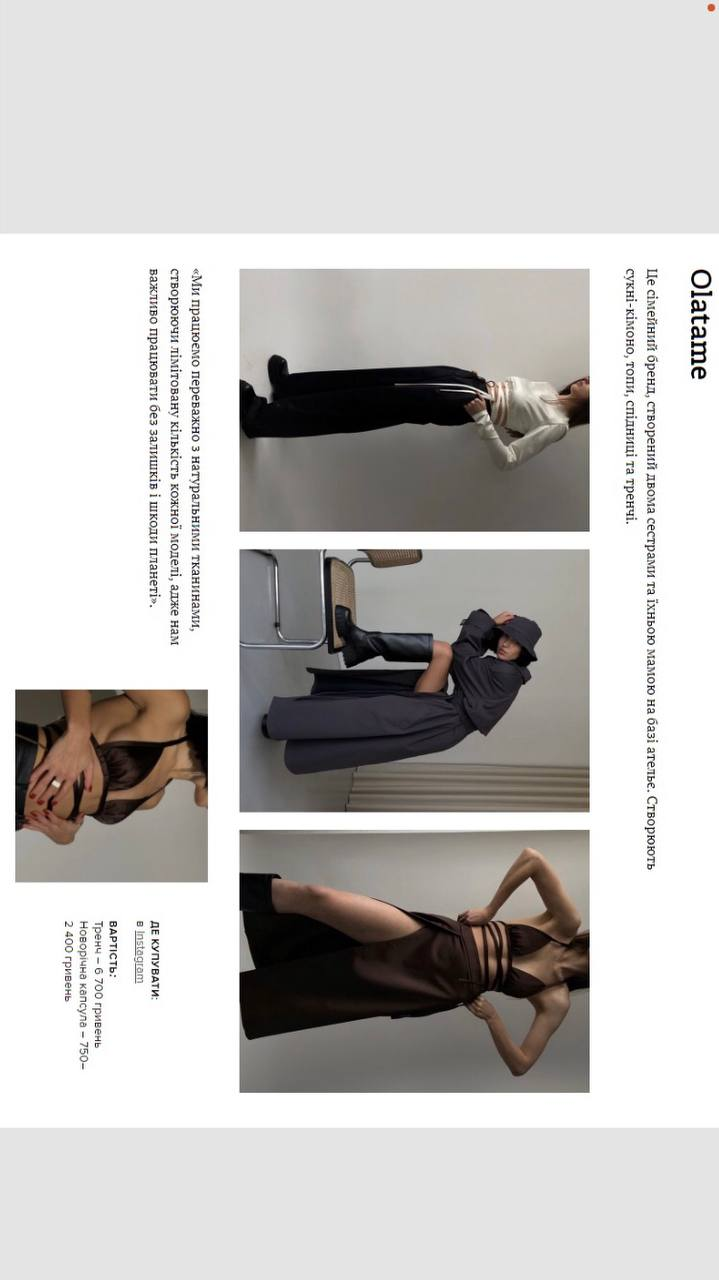 Olatame
Це сімейний бренд, створений двома сестрами та їхньою мамою на базі ательє. Створюють
сукні-кімоно, топи, спідниці та тренчі.
«Ми працюємо переважно з натуральними тканинами,
створюючи лімітовану кількість кожної моделі, адже нам
важливо працювати без залишків і шкоди планеті».
ДЕ КУПУВАТИ:
в Instagram
ВАРТІСТЬ:
Тренч – 6 700 гривень
Новорічна капсула – 750–
2 400 гривень